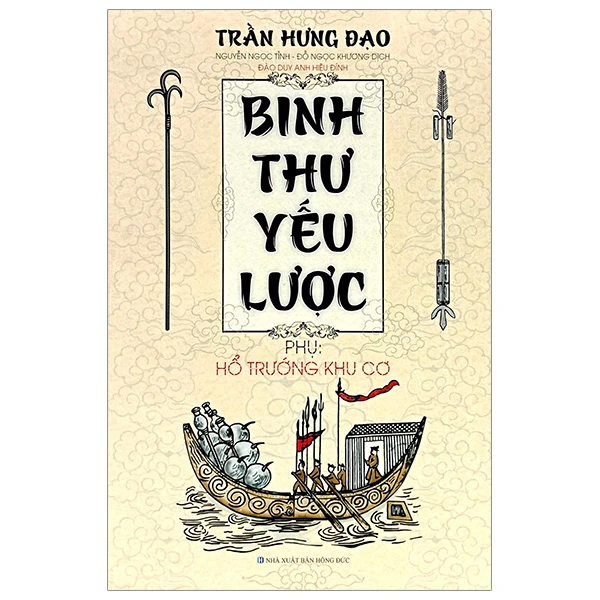 TRẦN HƯNG ĐẠO
NGUYỄN NGỌC TỈNH - ĐỖ NGỌC KHƯƠNG DỊCH
ĐÀO DUY ANH HIỆU ĐÍNH
BINH
THƯ
YẾU
LƯỢC
PHỤ:
HỔ TRƯỚNG KHU CƠ
NHÀ XUẤT BẢN HỒNG ĐỨC